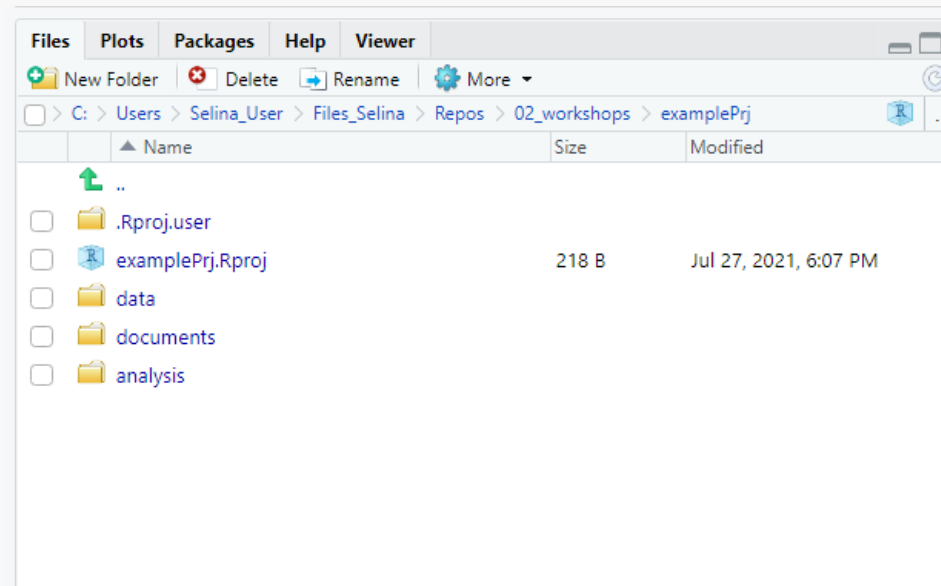 Files Plots Packages Help Viewer
New Folder Delete Rename More
C: > Users > Selina_User > Files_Selina > Repos > 02_workshops > examplePrj R .
Name Size Modified
..
.Rproj.user
R examplePrj.Rproj 218 B Jul 27, 2021, 6:07 PM
data
documents
analysis